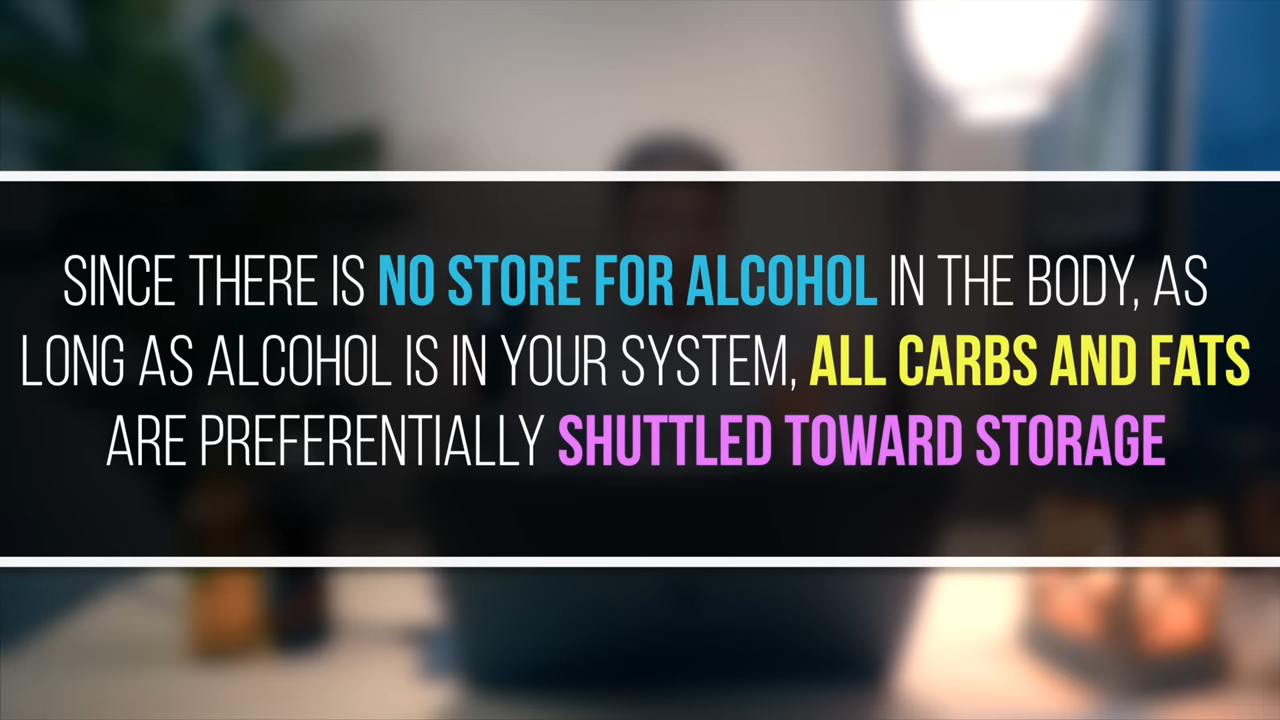 SINCE THERE IS NO STORE FOR ALCOHOL IN THE BODY, AS
LONG AS ALCOHOL IS IN YOUR SYSTEM, ALL CARBS AND FATS
ARE PREFERENTIALLY SHUTTLED TOWARD STORAGE